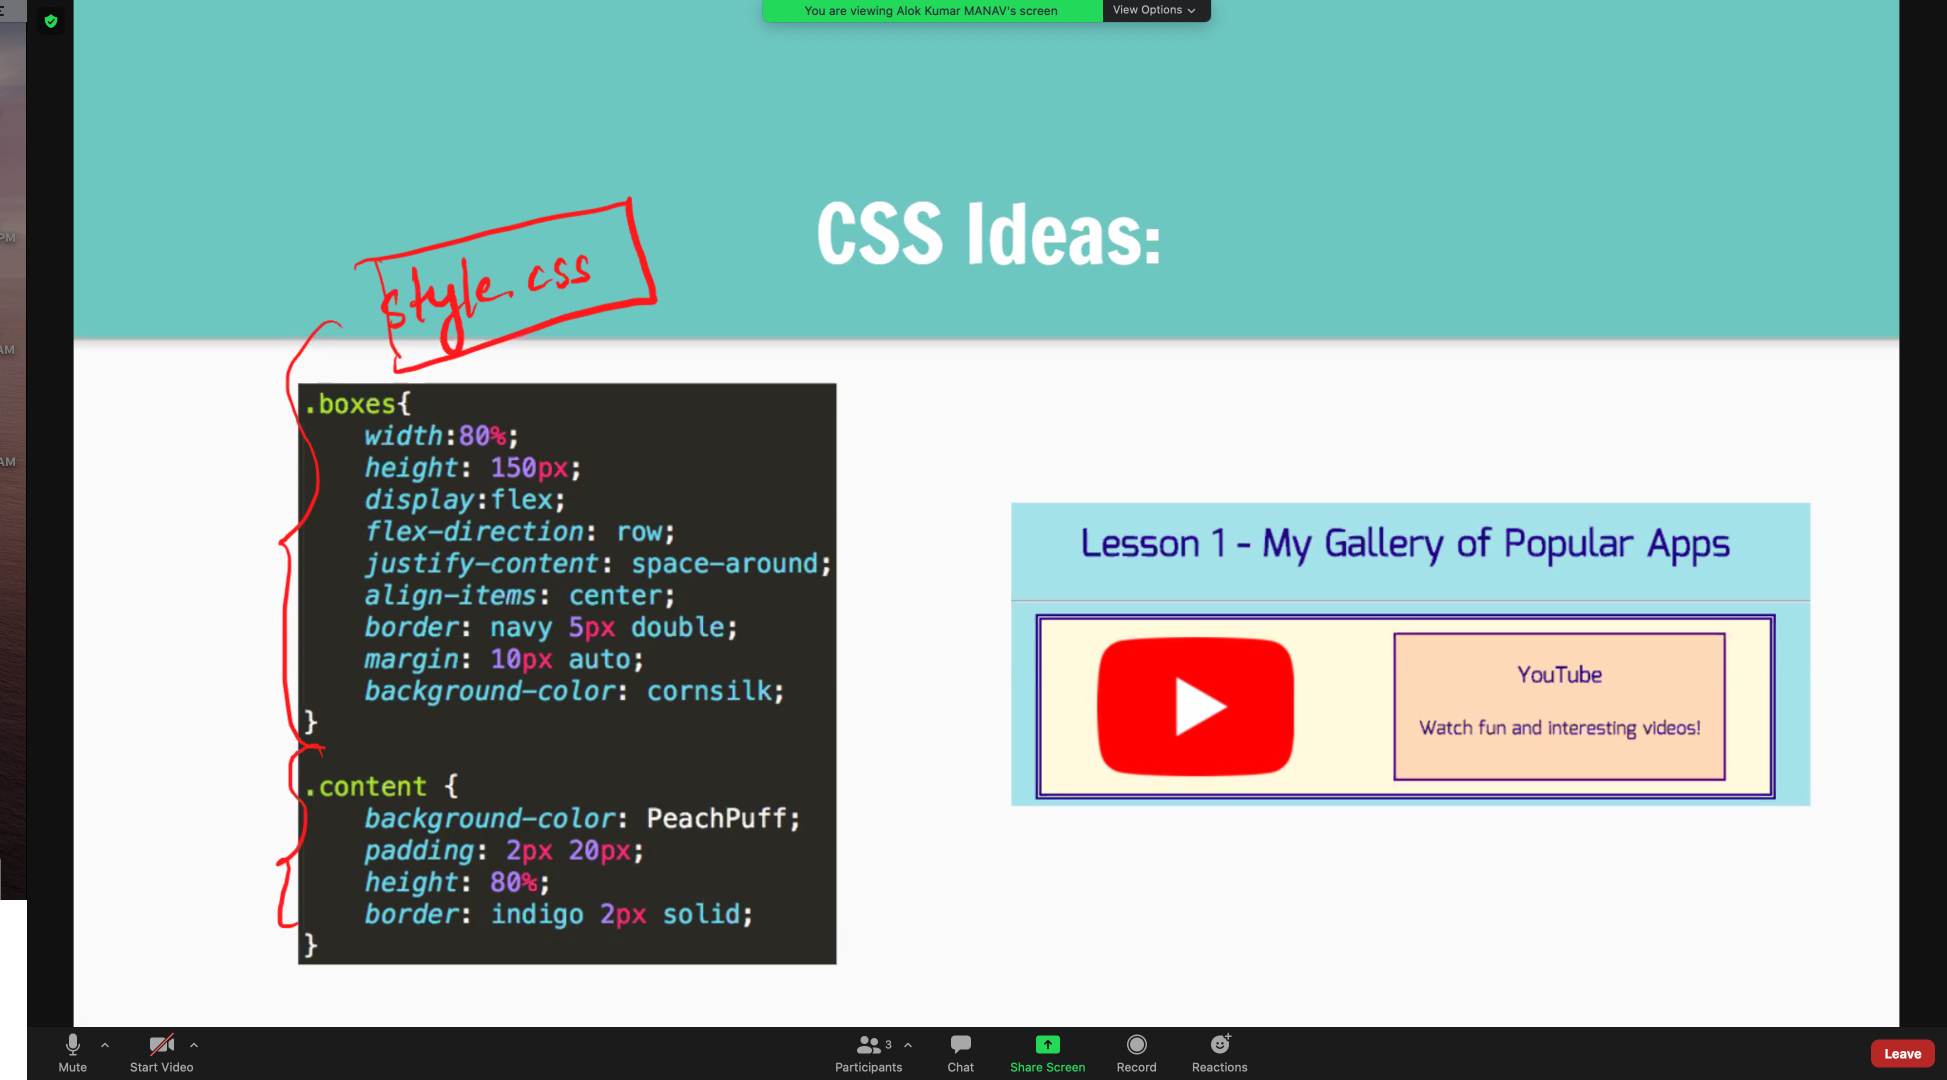 You are viewing Alok Kumar MANAV's screen
View Options
PM
AM
AM
CSS Ideas:
style.css
.boxes{
width:80%;
height: 150px;
display:flex;
flex-direction: row;
justify-content: space-around;
align-items: center;
border: navy 5px double;
margin: 10px auto;
background-color: cornsilk;
}
.content {
background-color: PeachPuff;
padding: 2px 20px;
height: 80%;
border: indigo 2px solid;
}
Lesson 1 - My Gallery of Popular Apps
YouTube
Watch fun and interesting videos!
Mute
Start Video
3
Participants
Chat
Share Screen
Record
Reactions
Leave